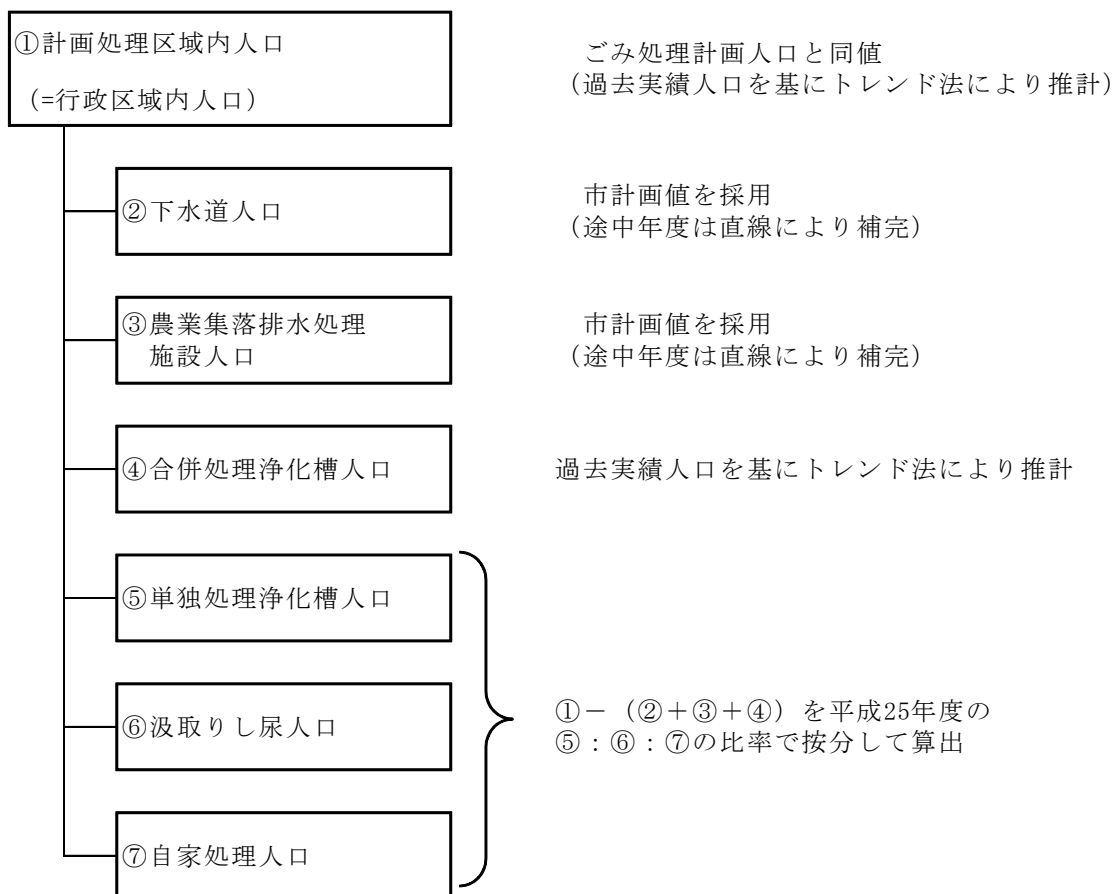 ①計画処理区域内人口
(=行政区域内人口)
ごみ処理計画人口と同値
(過去実績人口を基にトレンド法により推計)
②下水道人口
市計画値を採用
(途中年度は直線により補完)
③農業集落排水処理
施設人口
市計画値を採用
(途中年度は直線により補完)
④合併処理浄化槽人口
過去実績人口を基にトレンド法により推計
⑤単独処理浄化槽人口
⑥汲取りし尿人口
①－（②＋③＋④）を平成25年度の
⑤：⑥：⑦の比率で按分して算出
⑦自家処理人口